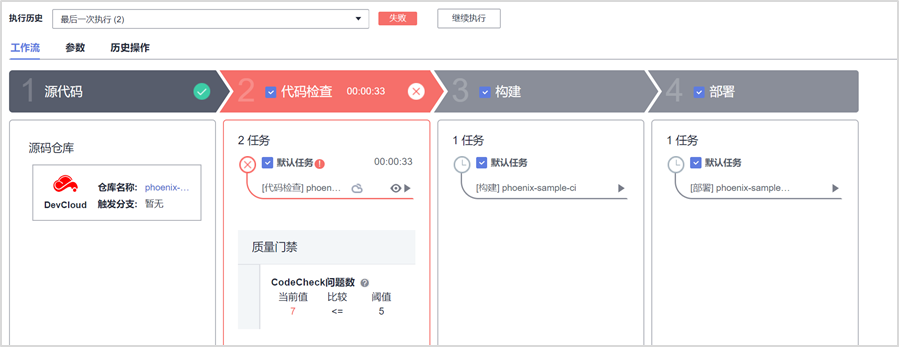 执行历史 最后一次执行 (2) 失败 继续执行
工作流 参数 历史操作
1 源代码 2 代码检查 00:00:33 3 构建 4 部署
源码仓库
DevCloud
仓库名称: phoenix-...
触发分支: 暂无
2 任务
默认任务 00:00:33
[代码检查] phoen...
质量门禁
CodeCheck问题数 ?
当前值 比较 阈值
7 <= 5
1 任务
默认任务
[构建] phoenix-sample-ci
1 任务
默认任务
[部署] phoenix-sample...